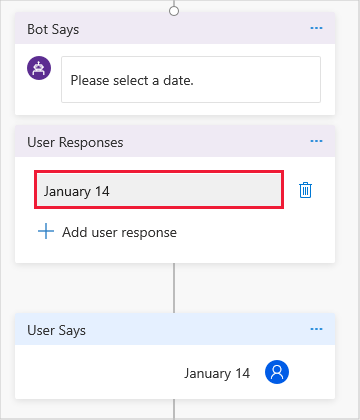 Bot Says
Please select a date.
User Responses
January 14
Add user response
User Says
January 14